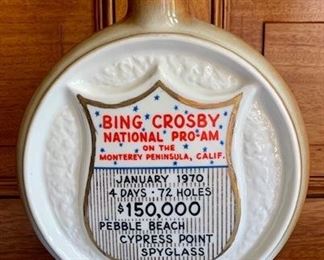 BING CROSBY
NATIONAL PRO-AM
ON THE
MONTEREY PENINSULA, CALIF.
JANUARY 1970
4 DAYS · 72 HOLES
$150,000
PEBBLE BEACH
CYPRESS POINT
SPYGLASS